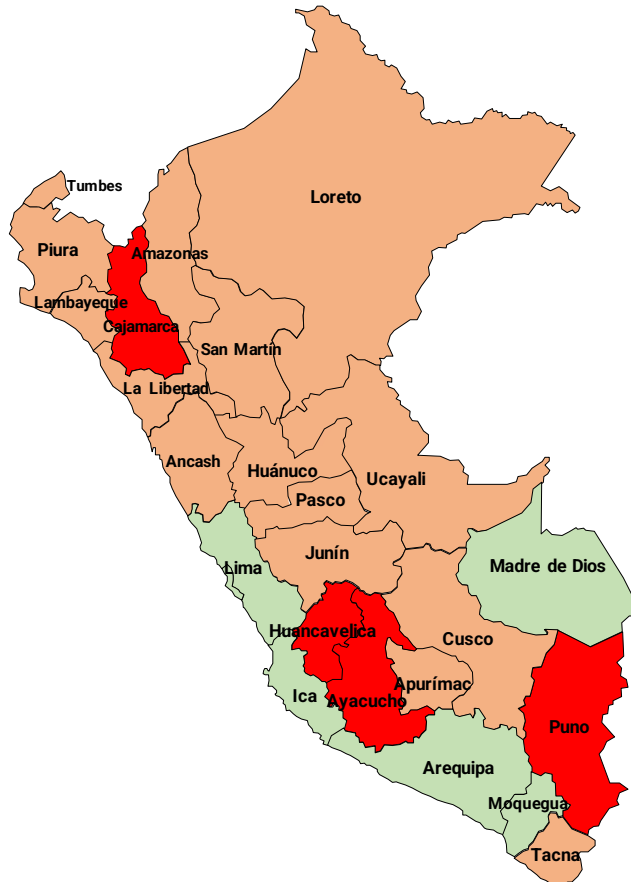 Tumbes
Loreto
Piura
Amazonas
Lambayeque
Cajamarca
San Martín
La Libertad
Ancash
Huánuco
Ucayali
Pasco
Junín
Lima
Madre de Dios
Huancavelica
Cusco
Apurímac
Ica
Ayacucho
Puno
Arequipa
Moquegua
Tacna